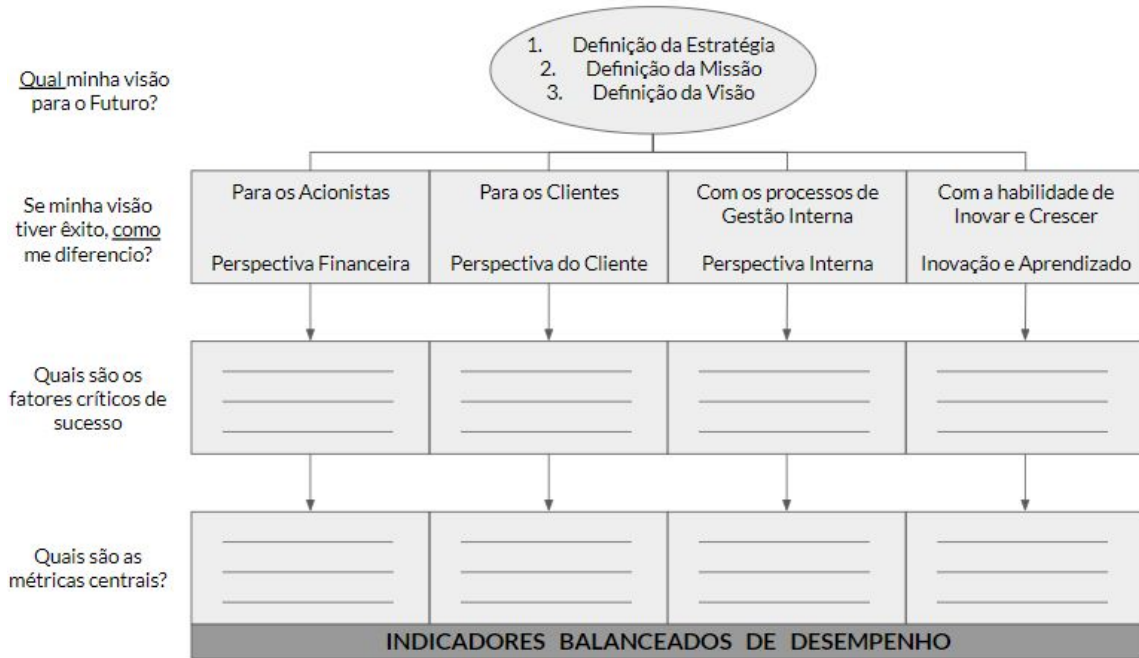 Qual minha visão
para o Futuro?
1. Definição da Estratégia
2. Definição da Missão
3. Definição da Visão
Se minha visão
tiver êxito, como
me diferencio?
Para os Acionistas
Perspectiva Financeira
Para os Clientes
Perspectiva do Cliente
Com os processos de
Gestão Interna
Perspectiva Interna
Com a habilidade de
Inovar e Crescer
Inovação e Aprendizado
Quais são os
fatores críticos de
sucesso
Quais são as
métricas centrais?
INDICADORES BALANCEADOS DE DESEMPENHO